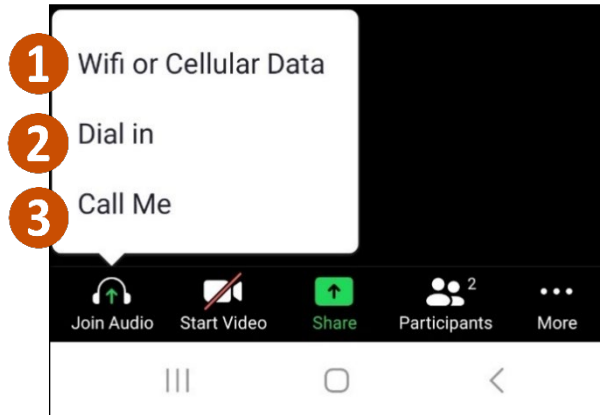 1 Wifi or Cellular Data
2 Dial in
3 Call Me
Join Audio Start Video Share Participants 2 More